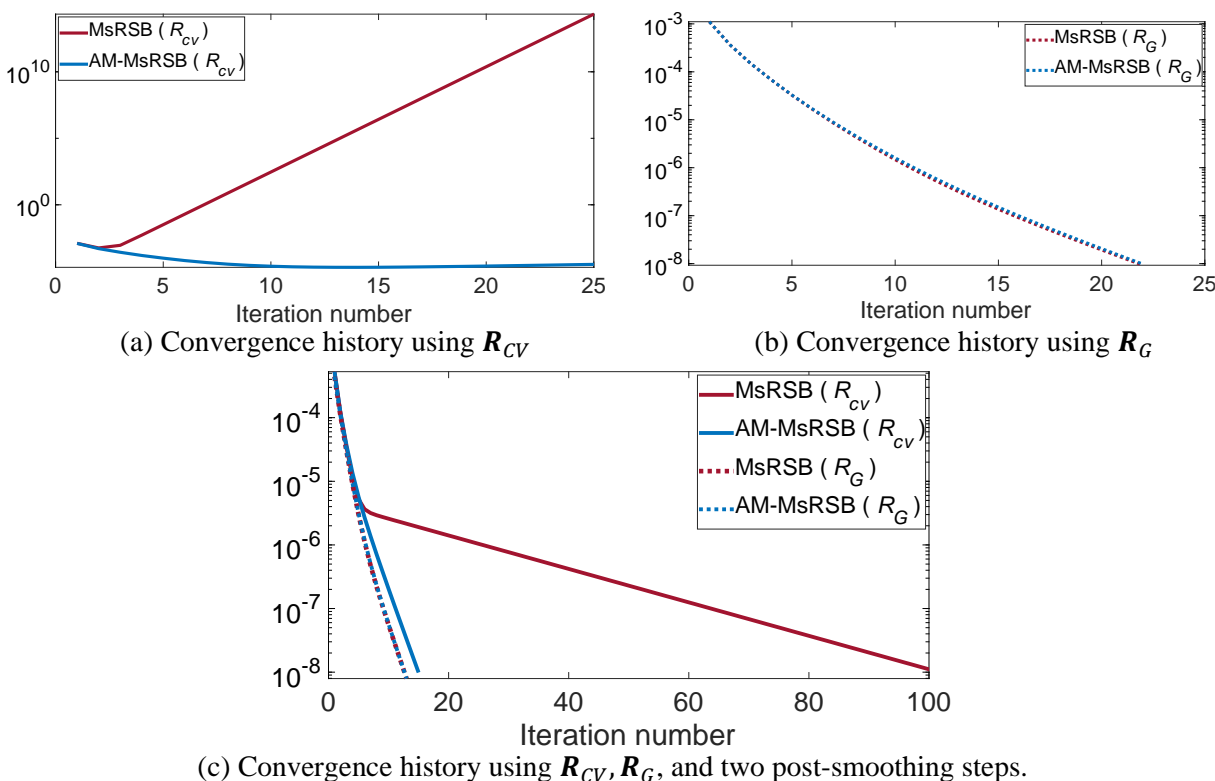 MsRSB ( R_cv )
AM-MsRSB ( R_cv )
10^10
10^0
0 5 10 15 20 25
Iteration number
(a) Convergence history using R_CV
10^-3
10^-4
10^-5
10^-6
10^-7
10^-8
MsRSB ( R_G )
AM-MsRSB ( R_G )
0 5 10 15 20 25
Iteration number
(b) Convergence history using R_G
10^-4
10^-5
10^-6
10^-7
10^-8
MsRSB ( R_cv )
AM-MsRSB ( R_cv )
MsRSB ( R_G )
AM-MsRSB ( R_G )
0 20 40 60 80 100
Iteration number
(c) Convergence history using R_CV, R_G, and two post-smoothing steps.